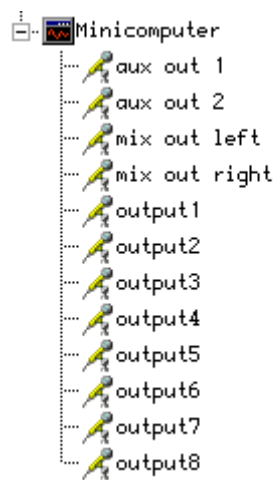 Minicomputer
aux out 1
aux out 2
mix out left
mix out right
output1
output2
output3
output4
output5
output6
output7
output8